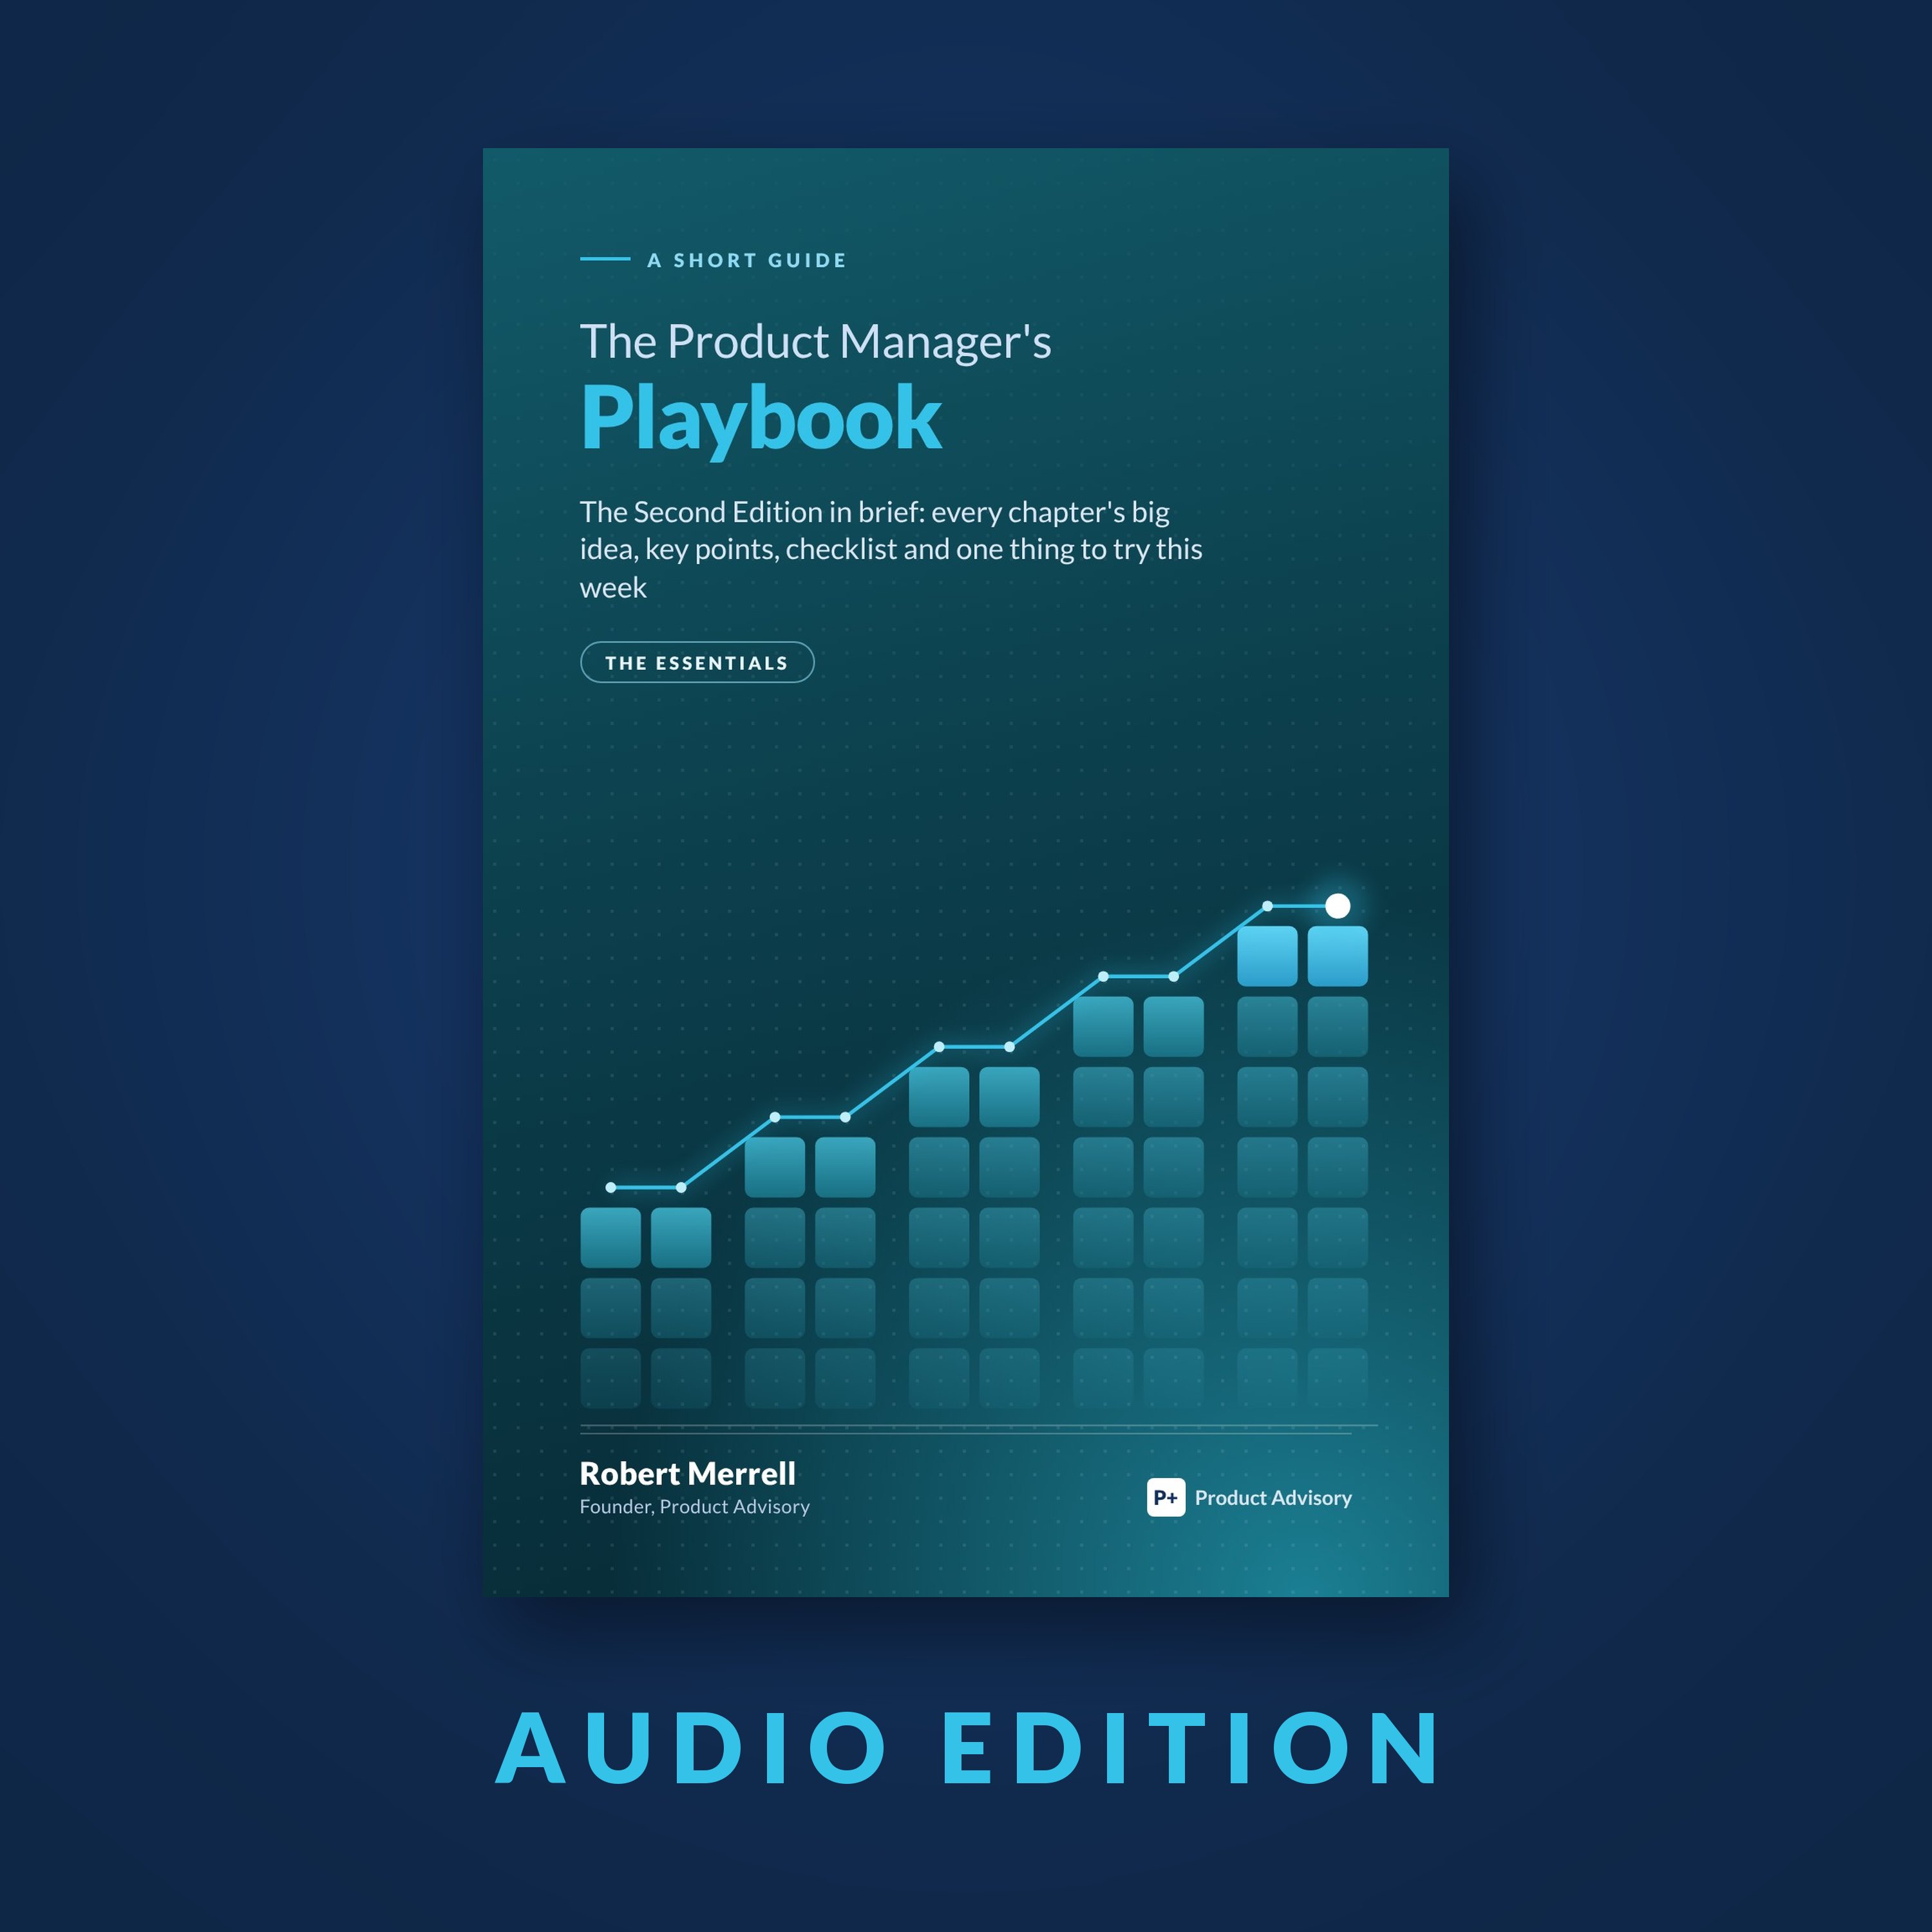 A SHORT GUIDE
The Product Manager's
Playbook
The Second Edition in brief: every chapter's big
idea, key points, checklist and one thing to try this
week
THE ESSENTIALS
Robert Merrell
Founder, Product Advisory
P+ Product Advisory
AUDIO EDITION